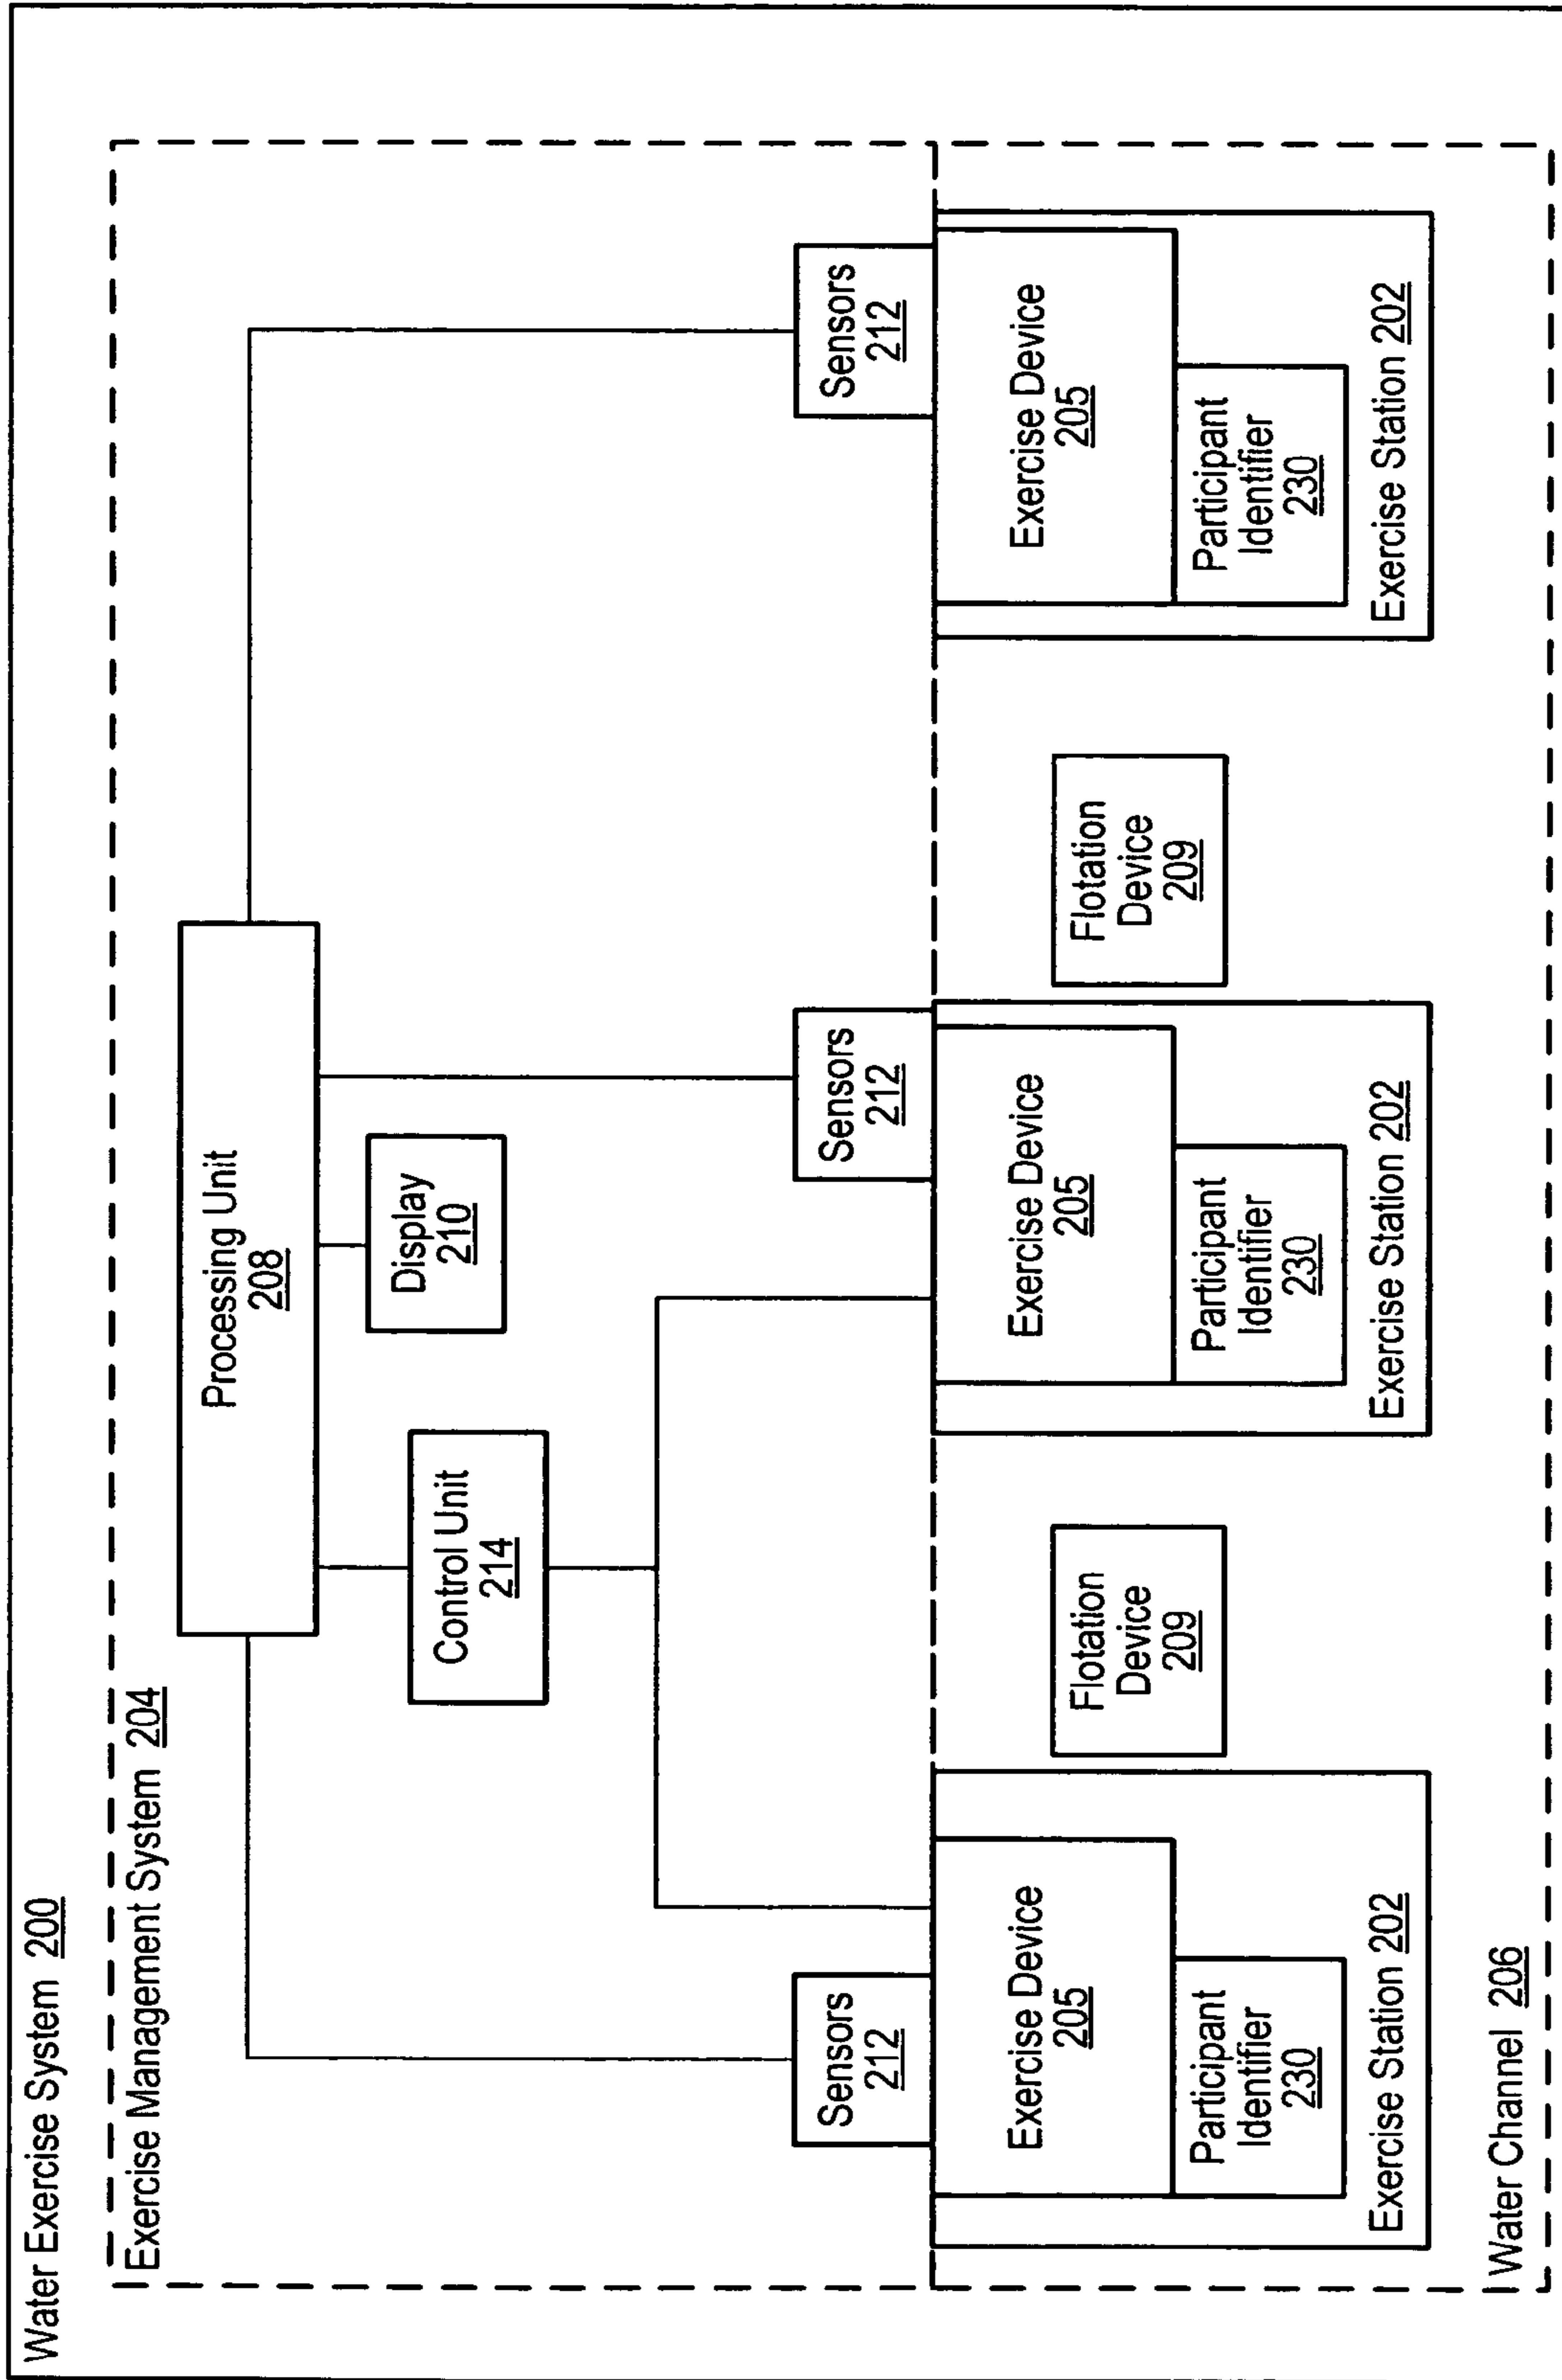 Water Exercise System 200
Exercise Management System 204
Processing Unit
208
Control Unit
214
Display
210
Sensors
212
Sensors
212
Sensors
212
Exercise Device
205
Participant
Identifier
230
Exercise Station 202
Flotation
Device
209
Exercise Device
205
Participant
Identifier
230
Exercise Station 202
Flotation
Device
209
Exercise Device
205
Participant
Identifier
230
Exercise Station 202
Water Channel 206